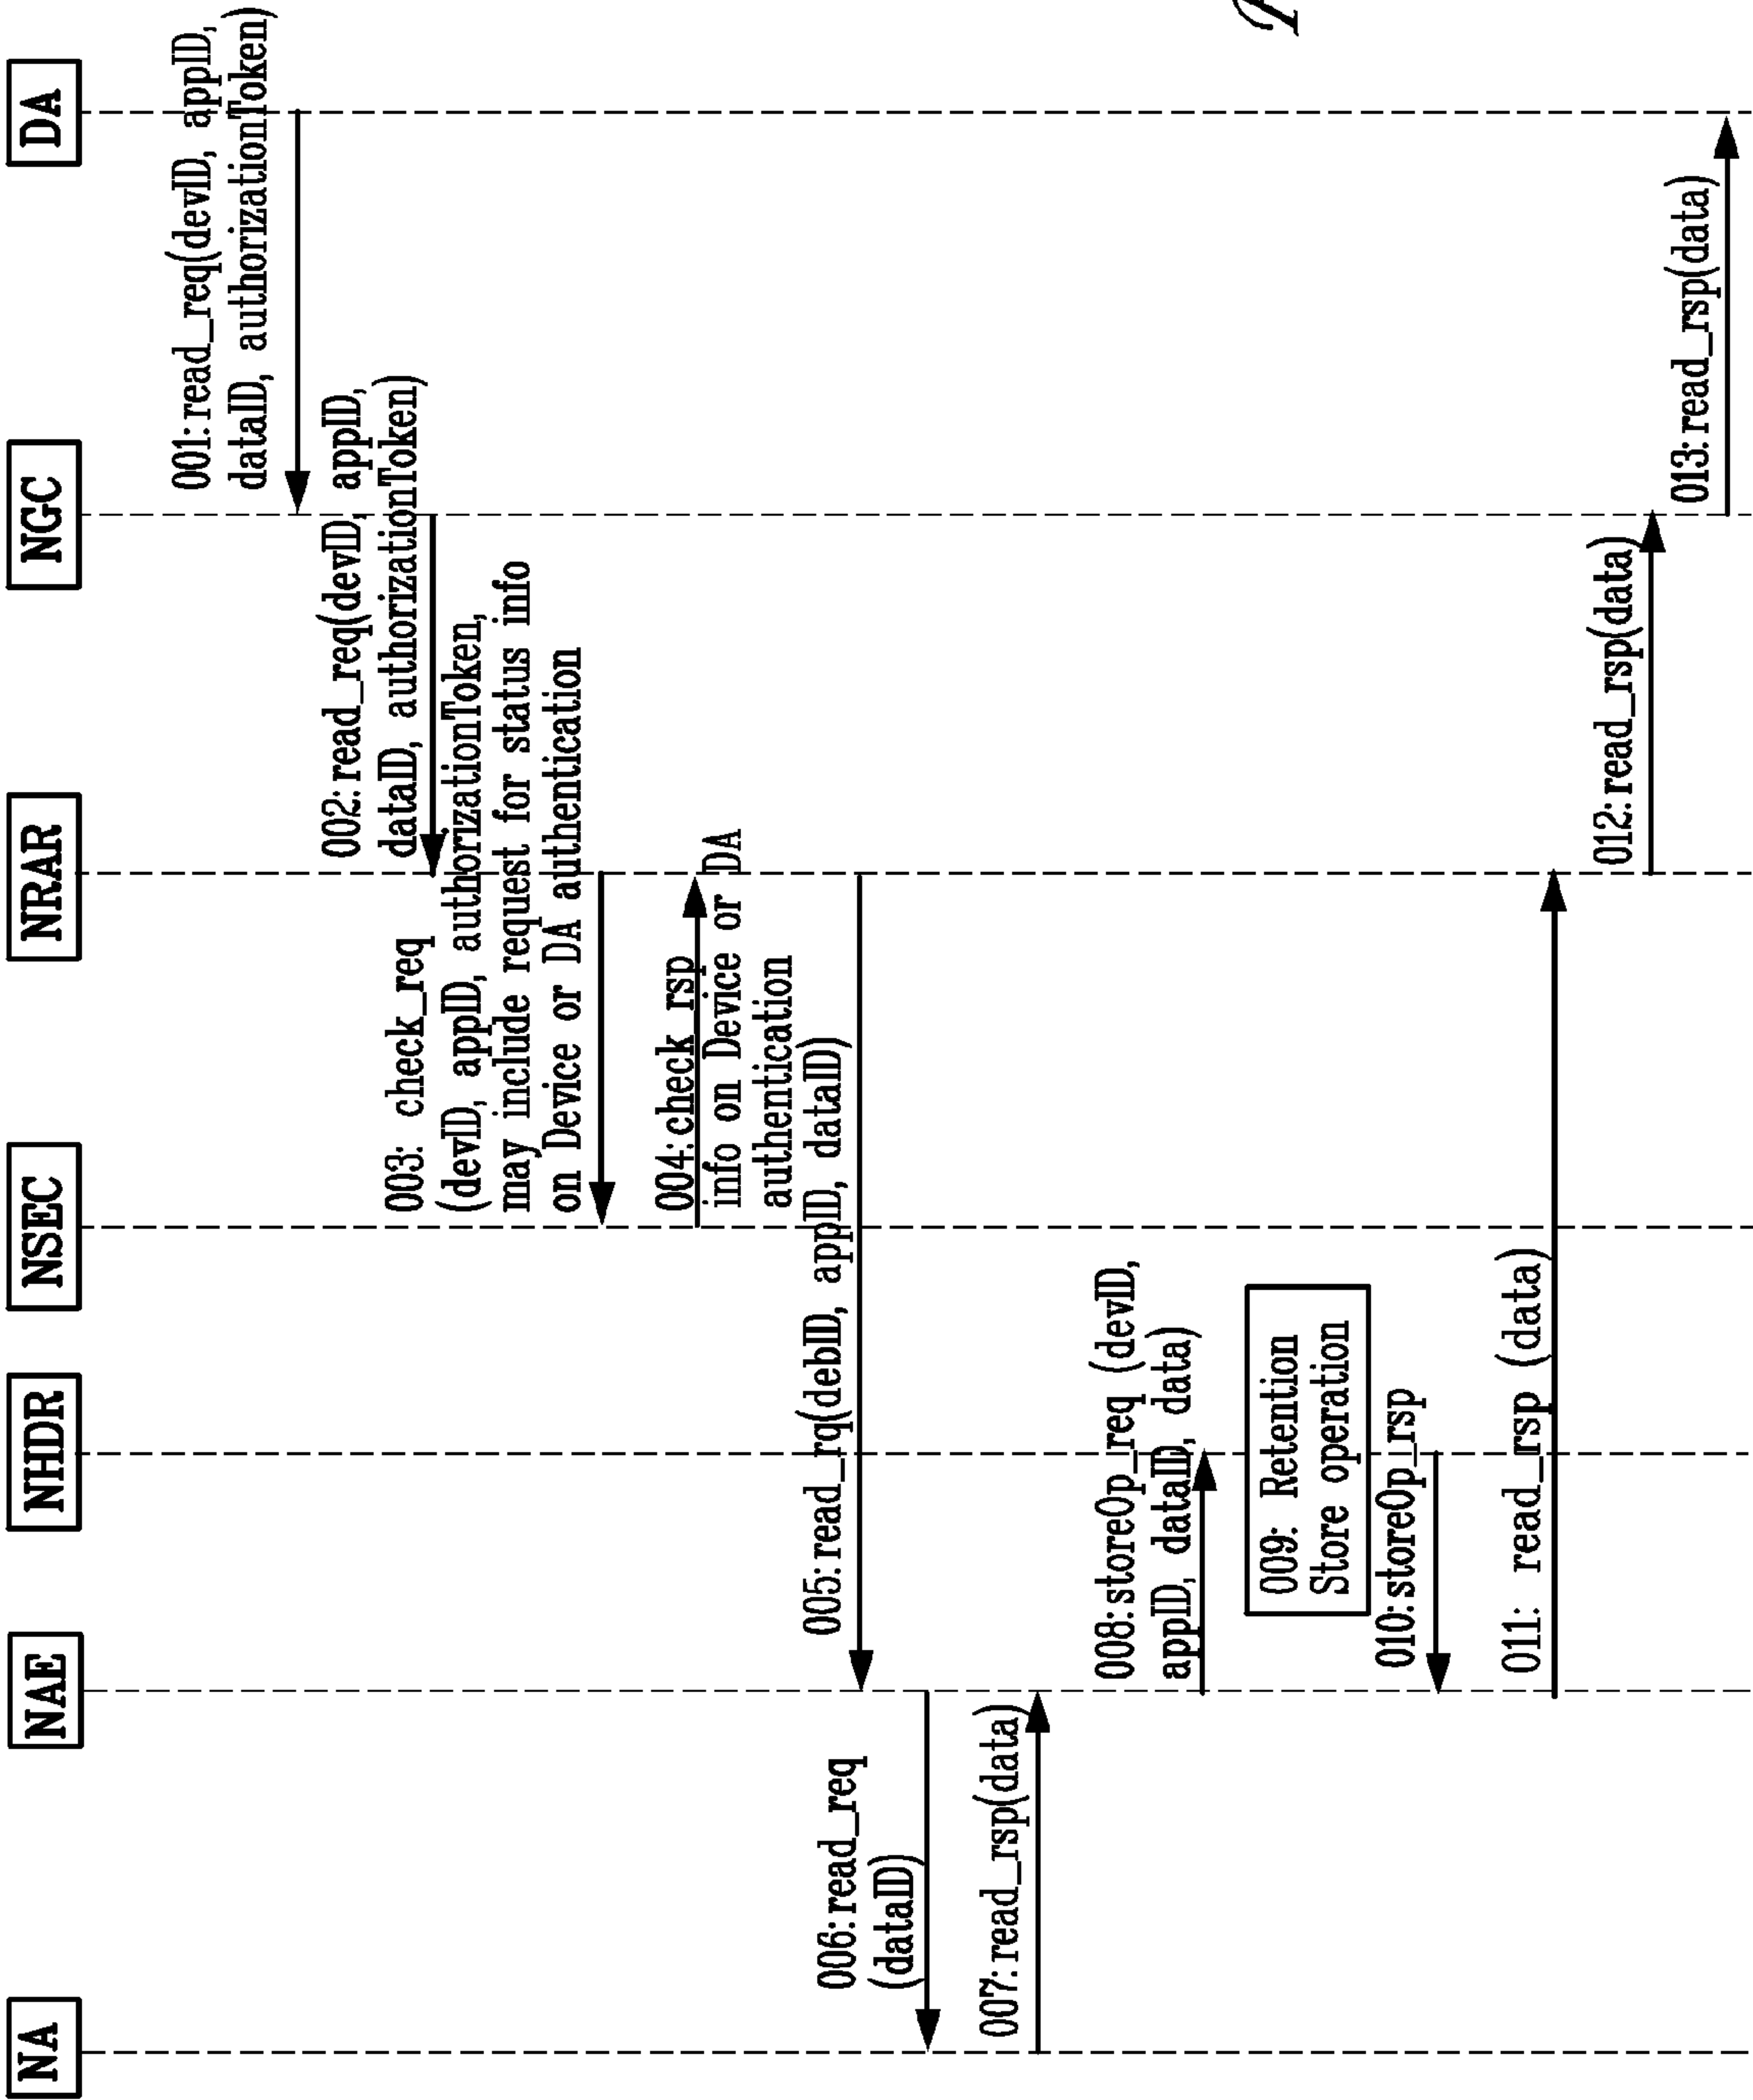 NA
NAE
NHDR
NSEC
NRAR
NGC
DA
001:read_req(devID, appID,
dataID, authorizationToken)
002:read_req(devID, appID,
dataID, authorizationToken)
003: check_req
(devID, appID, authorizationToken,
may include request for status info
on Device or DA authentication
004:check_rsp
info on Device or DA
authentication
005:read_rq(debID, appID, dataID)
006:read_req
(dataID)
007:read_rsp(data)
008:storeOp_req (devID,
appID, dataID, data)
009: Retention
Store operation
010:storeOp_rsp
011: read_rsp (data)
012:read_rsp(data)
013:read_rsp(data)